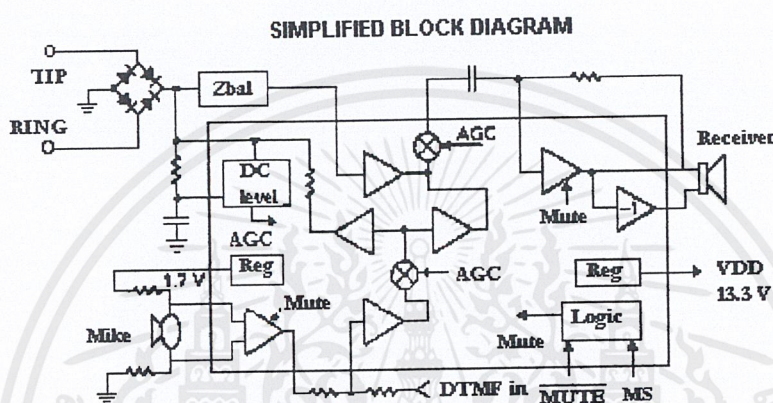 SIMPLIFIED BLOCK DIAGRAM
TIP
RING
Zbal
AGC
Receiver
DC
level
Mute
-1
AGC
AGC
1.7 V
Reg
Reg
VDD
13.3 V
Mike
Mute
Mute
Logic
DTMF in
MUTE
MS